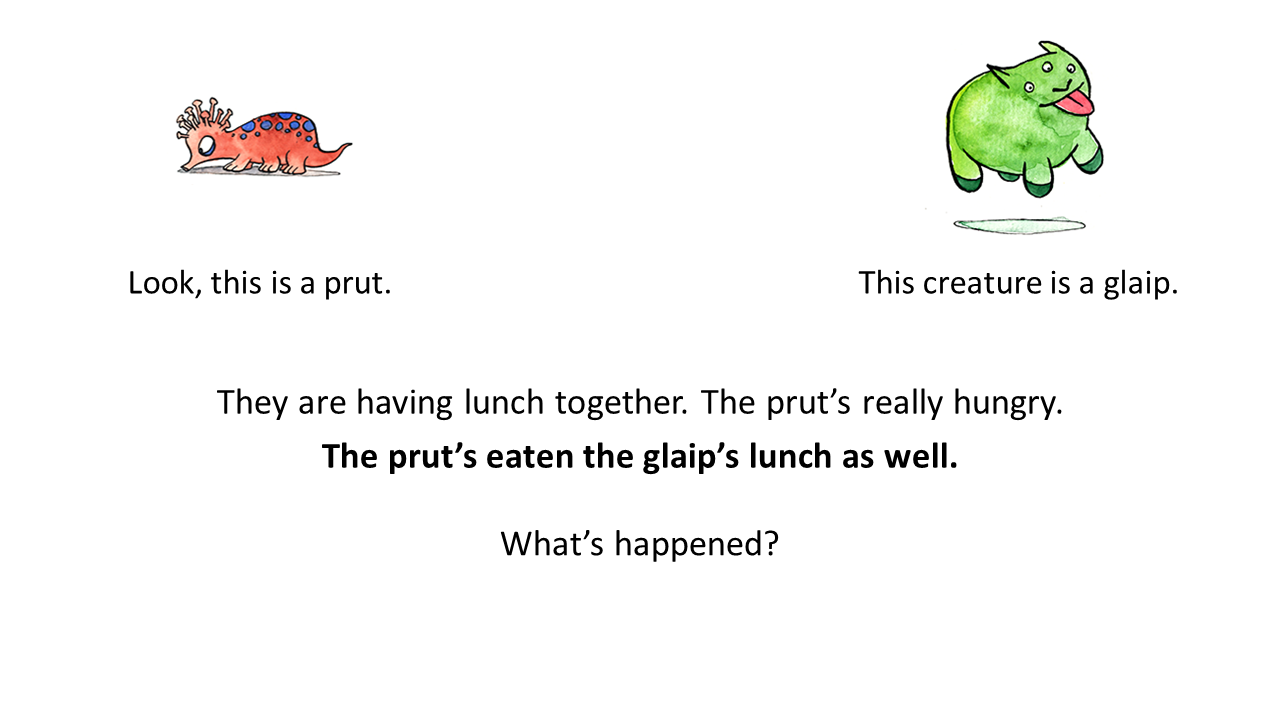 Look, this is a prut.
This creature is a glaip.
They are having lunch together. The prut’s really hungry.
The prut’s eaten the glaip’s lunch as well.
What’s happened?